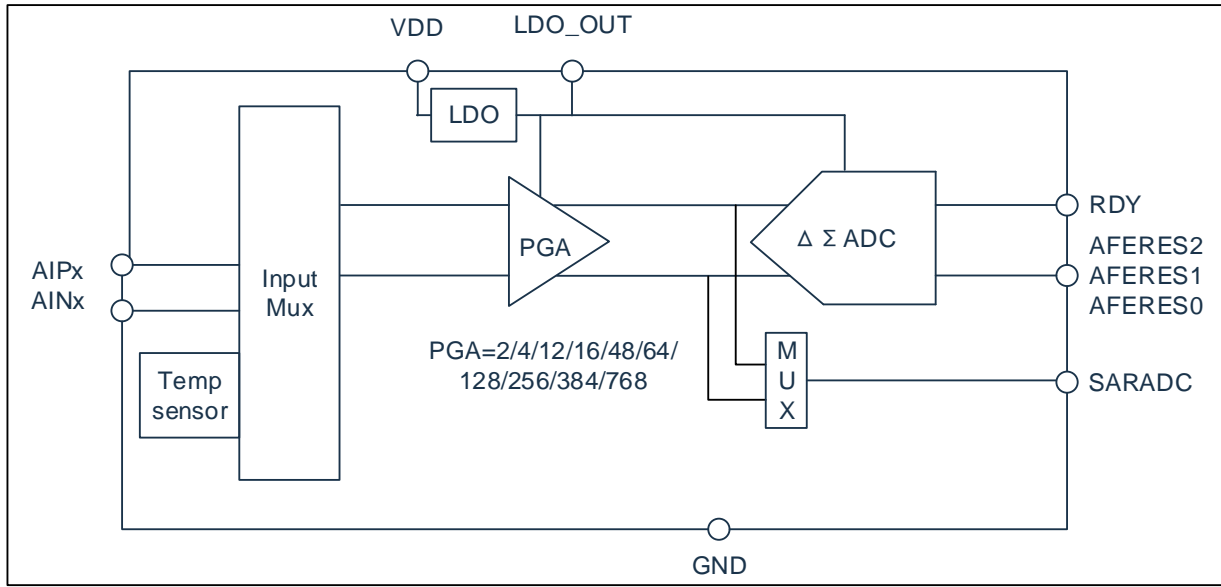 VDD
LDO_OUT
LDO
RDY
PGA
Δ Σ ADC
AFERES2
AIPx
AFERES1
AINx
Input
Mux
AFERES0
PGA=2/4/12/16/48/64/
128/256/384/768
M
U
X
Temp
sensor
SARADC
GND